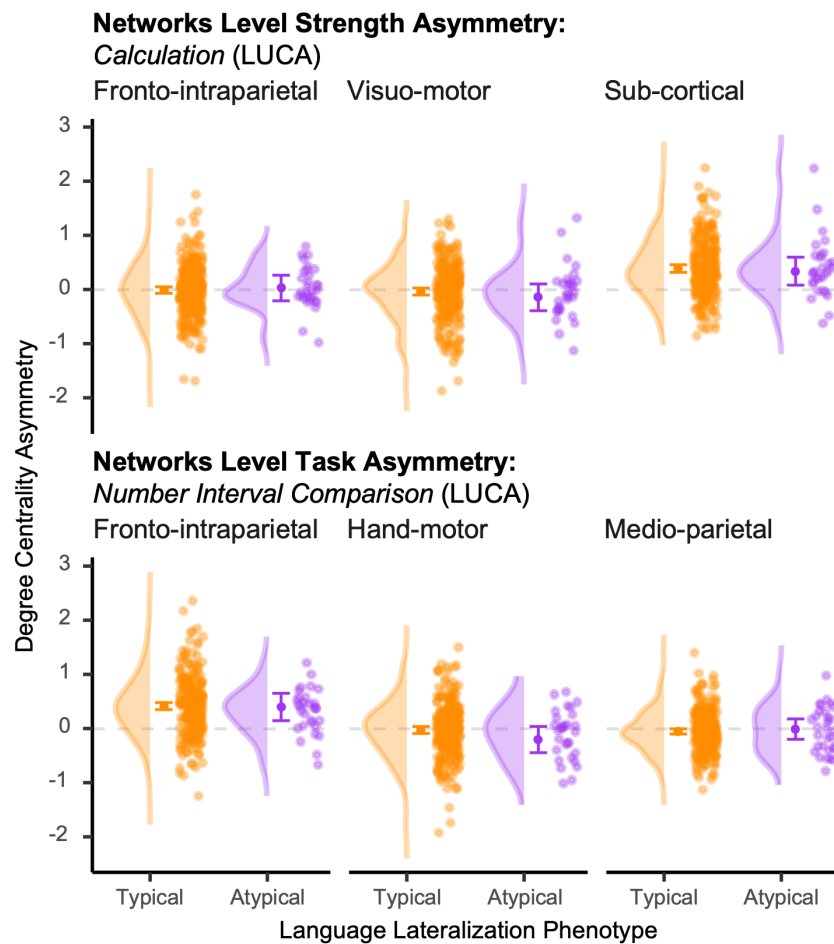 Networks Level Strength Asymmetry:
Calculation (LUCA)
Fronto-intraparietal Visuo-motor Sub-cortical
3
2
1
0
-1
-2
Degree Centrality Asymmetry
Networks Level Task Asymmetry:
Number Interval Comparison (LUCA)
Fronto-intraparietal Hand-motor Medio-parietal
3
2
1
0
-1
-2
Typical Atypical Typical Atypical Typical Atypical
Language Lateralization Phenotype